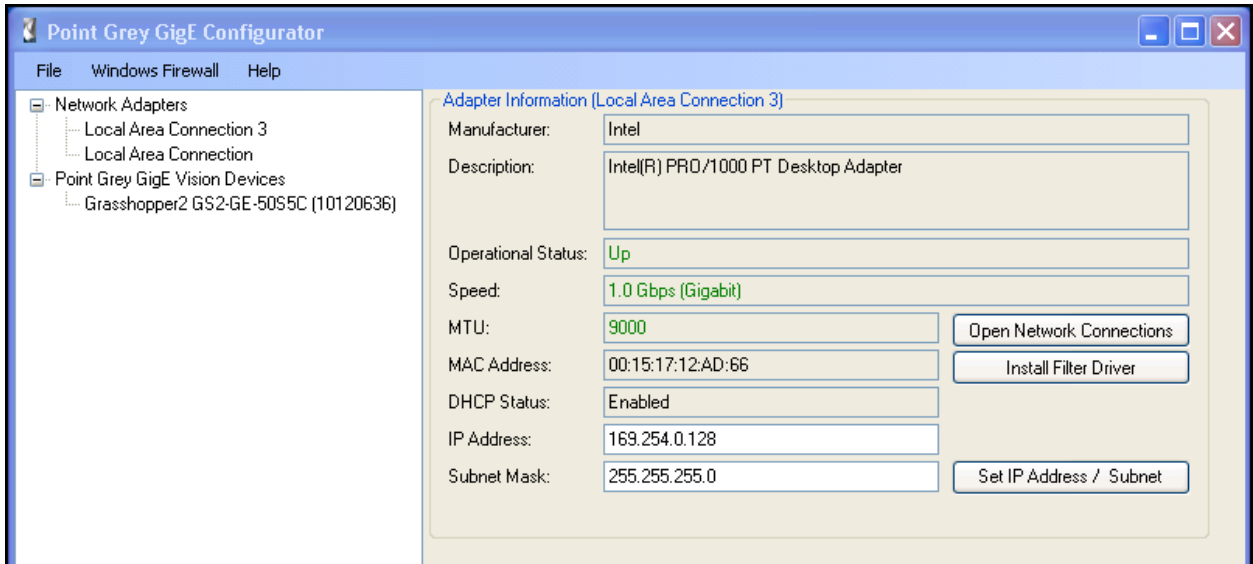 Point Grey GigE Configurator
File Windows Firewall Help
Network Adapters
Local Area Connection 3
Local Area Connection
Point Grey GigE Vision Devices
Grasshopper2 GS2-GE-50S5C (10120636)
Adapter Information (Local Area Connection 3)
Manufacturer: Intel
Description: Intel(R) PRO/1000 PT Desktop Adapter
Operational Status: Up
Speed: 1.0 Gbps (Gigabit)
MTU: 9000 Open Network Connections
MAC Address: 00:15:17:12:AD:66 Install Filter Driver
DHCP Status: Enabled
IP Address: 169.254.0.128
Subnet Mask: 255.255.255.0 Set IP Address / Subnet